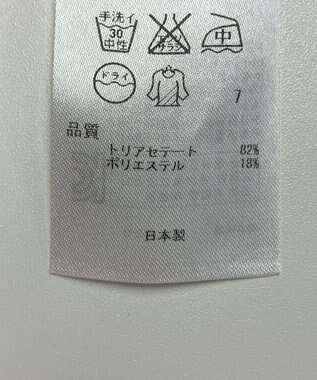 手洗イ
30
中性
エンソ
サラシ
中
ドライ
7
品質
トリアセテート 82%
ポリエステル 18%
日本製